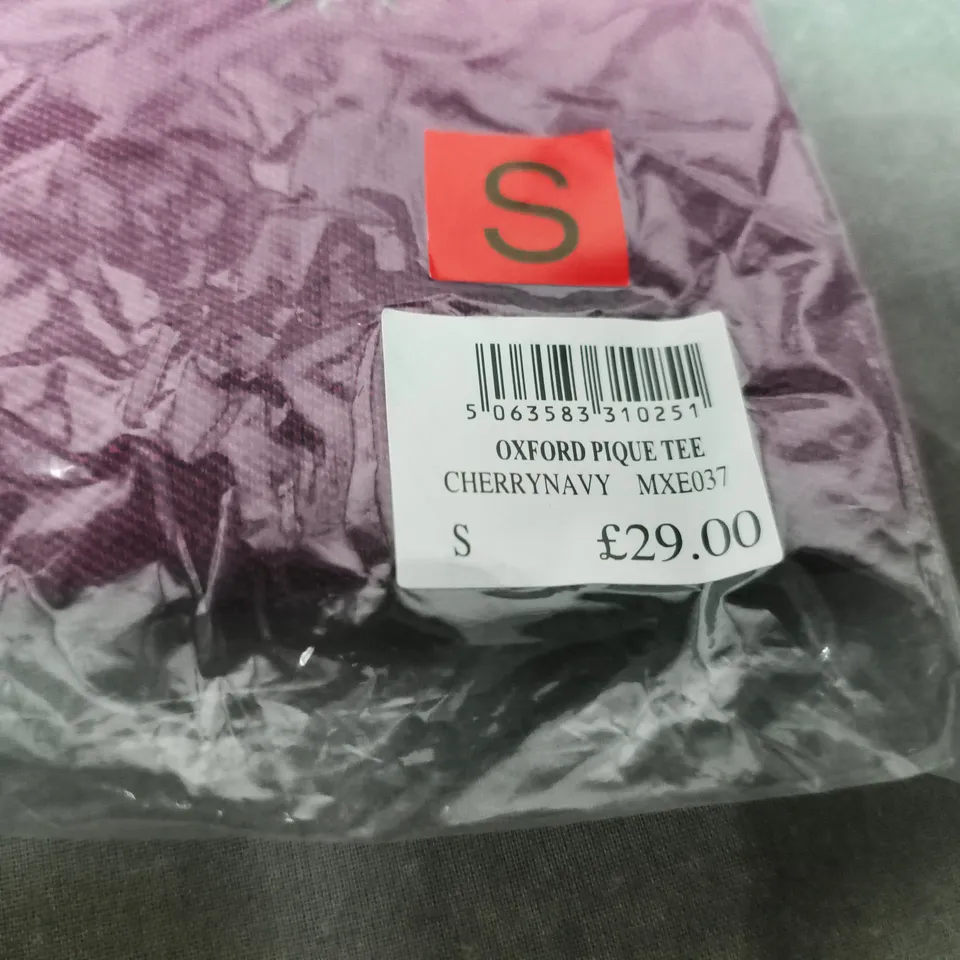 S
5 063583 310251
OXFORD PIQUE TEE
CHERRYNAVY MXE037
S £29.00